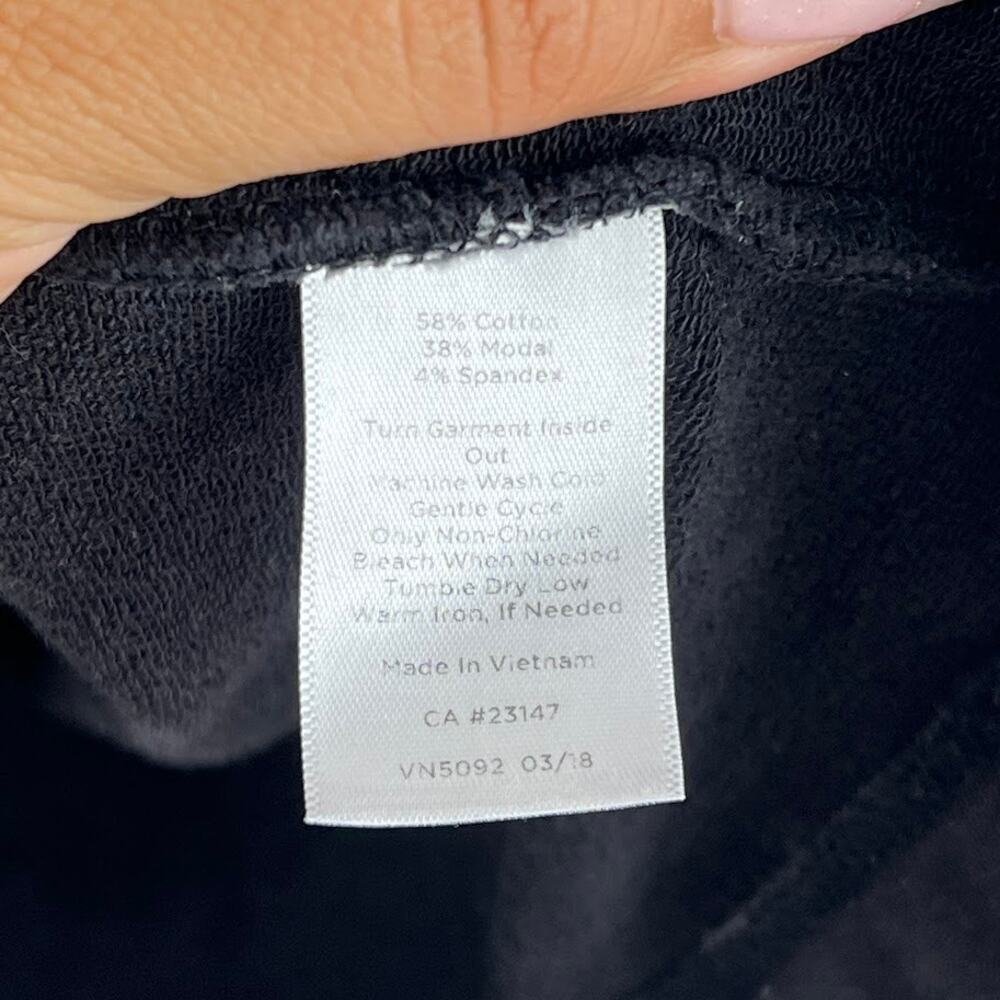 58% Cotton
38% Modal
4% Spandex
Turn Garment Inside
Out
Machine Wash Cold
Gentle Cycle
Only Non-Chlorine
Bleach When Needed
Tumble Dry Low
Warm Iron, If Needed
Made In Vietnam
CA #23147
VN5092 03/18